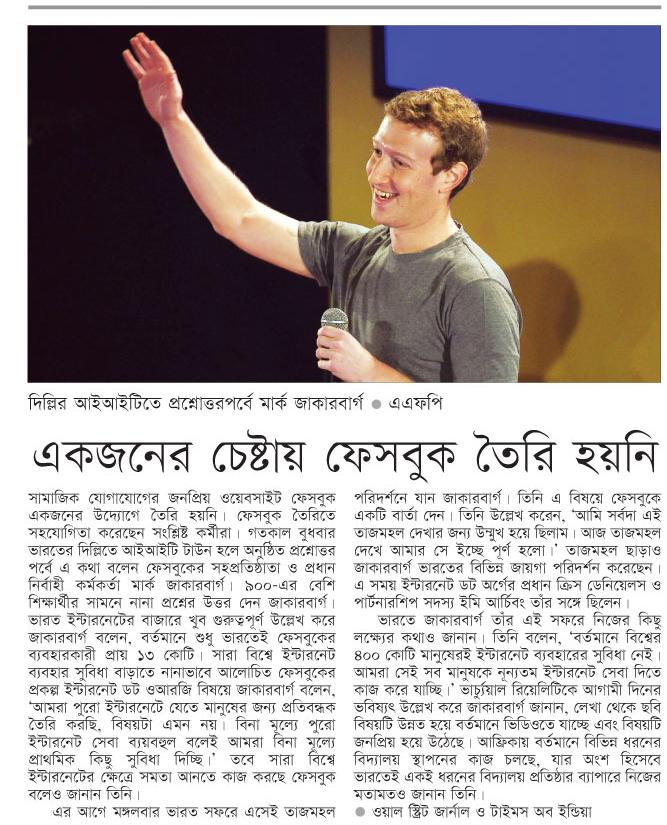 দিল্লির আইআইটিতে প্রশ্নোত্তরপর্বে মার্ক জাকারবার্গ ● এএফপি
একজনের চেষ্টায় ফেসবুক তৈরি হয়নি
সামাজিক যোগাযোগের জনপ্রিয় ওয়েবসাইট ফেসবুক
একজনের উদ্যোগে তৈরি হয়নি। ফেসবুক তৈরিতে
সহযোগিতা করেছেন সংশ্লিষ্ট কর্মীরা। গতকাল বুধবার
ভারতের দিল্লিতে আইআইটি টাউন হলে অনুষ্ঠিত প্রশ্নোত্তর
পর্বে এ কথা বলেন ফেসবুকের সহপ্রতিষ্ঠাতা ও প্রধান
নির্বাহী কর্মকর্তা মার্ক জাকারবার্গ। ৯০০-এর বেশি
শিক্ষার্থীর সামনে নানা প্রশ্নের উত্তর দেন জাকারবার্গ।
ভারত ইন্টারনেটের বাজারে খুব গুরুত্বপূর্ণ উল্লেখ করে
জাকারবার্গ বলেন, বর্তমানে শুধু ভারতেই ফেসবুকের
ব্যবহারকারী প্রায় ১৩ কোটি। সারা বিশ্বে ইন্টারনেট
ব্যবহার সুবিধা বাড়াতে নানাভাবে আলোচিত ফেসবুকের
প্রকল্প ইন্টারনেট ডট ওআরজি বিষয়ে জাকারবার্গ বলেন,
‘আমরা পুরো ইন্টারনেটে যেতে মানুষের জন্য প্রতিবন্ধক
তৈরি করছি, বিষয়টা এমন নয়। বিনা মূল্যে পুরো
ইন্টারনেট সেবা ব্যয়বহুল বলেই আমরা বিনা মূল্যে
প্রাথমিক কিছু সুবিধা দিচ্ছি।’ তবে সারা বিশ্বে
ইন্টারনেটের ক্ষেত্রে সমতা আনতে কাজ করছে ফেসবুক
বলেও জানান তিনি।
এর আগে মঙ্গলবার ভারত সফরে এসেই তাজমহল
পরিদর্শনে যান জাকারবার্গ। তিনি এ বিষয়ে ফেসবুকে
একটি বার্তা দেন। তিনি উল্লেখ করেন, ‘আমি সর্বদা এই
তাজমহল দেখার জন্য উন্মুখ হয়ে ছিলাম। আজ তাজমহল
দেখে আমার সে ইচ্ছে পূর্ণ হলো।’ তাজমহল ছাড়াও
জাকারবার্গ ভারতের বিভিন্ন জায়গা পরিদর্শন করেছেন।
এ সময় ইন্টারনেট ডট অর্গের প্রধান ক্রিস ডেনিয়েলস ও
পার্টনারশিপ সদস্য ইমি আর্চিবং তাঁর সঙ্গে ছিলেন।
ভারতে জাকারবার্গ তাঁর এই সফরে নিজের কিছু
লক্ষ্যের কথাও জানান। তিনি বলেন, ‘বর্তমানে বিশ্বের
৪০০ কোটি মানুষেরই ইন্টারনেট ব্যবহারের সুবিধা নেই।
আমরা সেই সব মানুষকে নূন্যতম ইন্টারনেট সেবা দিতে
কাজ করে যাচ্ছি।’ ভার্চ্যুয়াল রিয়েলিটিকে আগামী দিনের
ভবিষ্যৎ উল্লেখ করে জাকারবার্গ জানান, লেখা থেকে ছবি
বিষয়টি উন্নত হয়ে বর্তমানে ভিডিওতে যাচ্ছে এবং বিষয়টি
জনপ্রিয় হয়ে উঠেছে। আফ্রিকায় বর্তমানে বিভিন্ন ধরনের
বিদ্যালয় স্থাপনের কাজ চলছে, যার অংশ হিসেবে
ভারতেই একই ধরনের বিদ্যালয় প্রতিষ্ঠার ব্যাপারে নিজের
মতামতও জানান তিনি।
● ওয়াল স্ট্রিট জার্নাল ও টাইমস অব ইন্ডিয়া